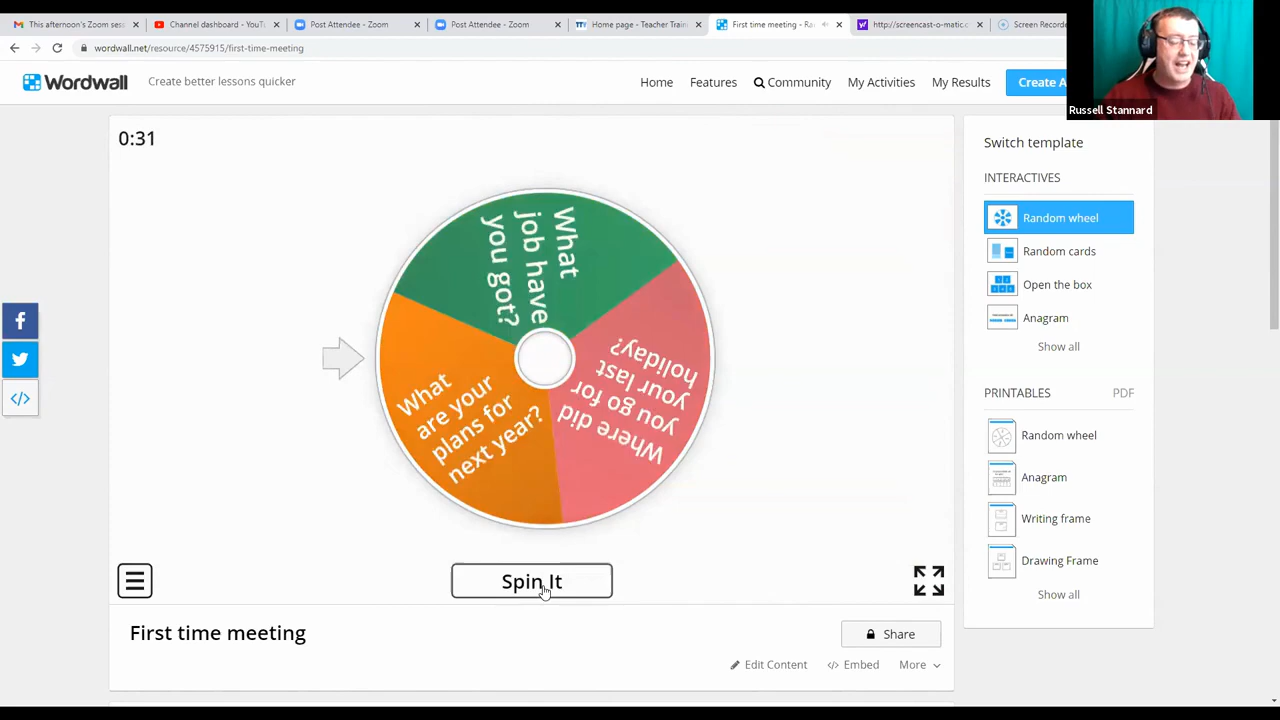 This afternoon's Zoom sess
Channel dashboard - YouT
Post Attendee - Zoom
Post Attendee - Zoom
Home page - Teacher Train
First time meeting - Ra
http://screencast-o-matic.c
Screen Recorde
wordwall.net/resource/4575915/first-time-meeting
Wordwall
Create better lessons quicker
Home
Features
Community
My Activities
My Results
Create A
Russell Stannard
0:31
What
job have
you got?
Where did
you go for
your last
holiday?
What
are your
plans for
next year?
Spin It
First time meeting
Share
Edit Content
Embed
More
Switch template
INTERACTIVES
Random wheel
Random cards
Open the box
Anagram
Show all
PRINTABLES
PDF
Random wheel
Anagram
Writing frame
Drawing Frame
Show all